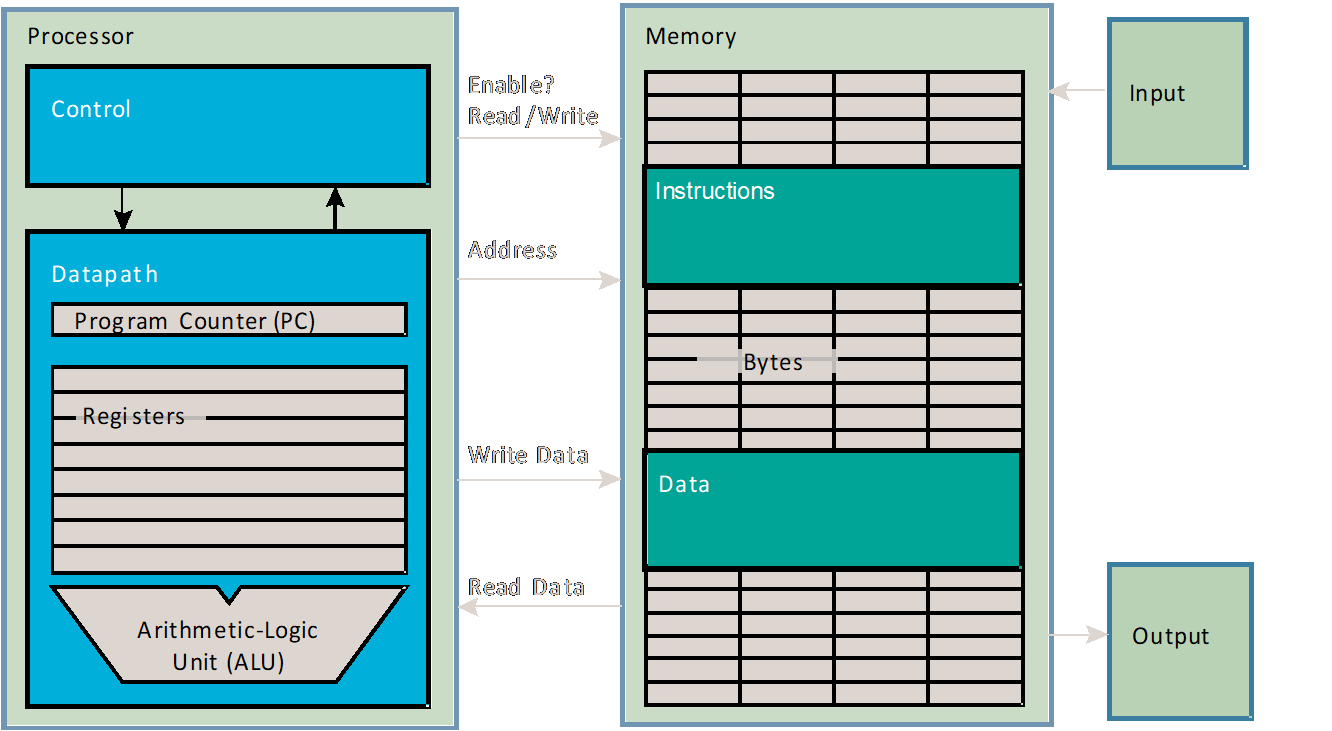 Processor
Control
Datapath
Program Counter (PC)
Registers
Arithmetic-Logic
Unit (ALU)
Enable?
Read/Write
Address
Write Data
Read Data
Memory
Instructions
Bytes
Data
Input
Output